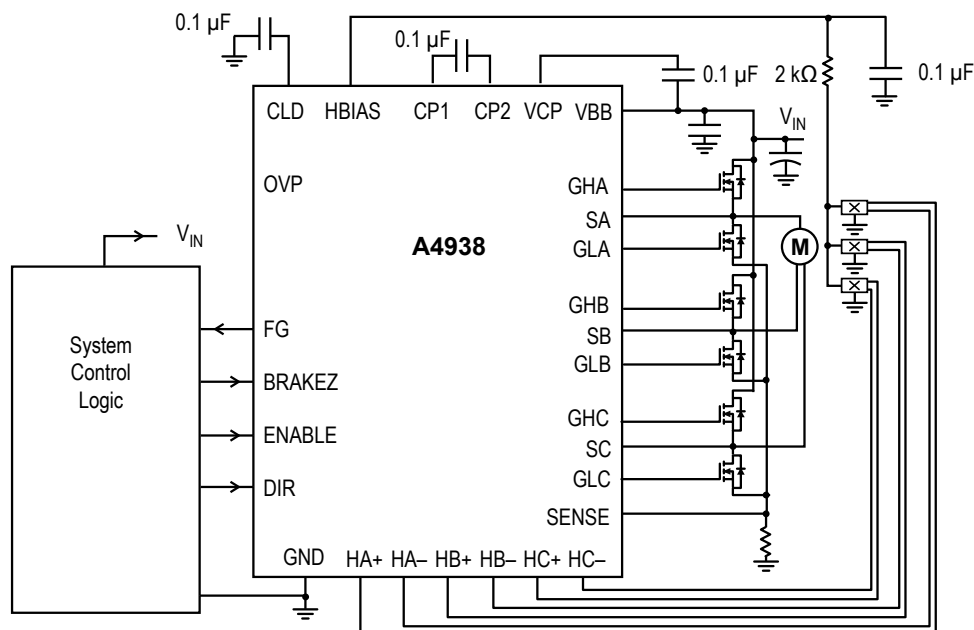 0.1 µF
0.1 µF
0.1 µF
2 kΩ
0.1 µF
CLD
HBIAS
CP1
CP2
VCP
VBB
V_IN
OVP
GHA
SA
GLA
M
A4938
V_IN
GHB
SB
GLB
System
Control
Logic
FG
BRAKEZ
ENABLE
DIR
GHC
SC
GLC
SENSE
GND
HA+
HA–
HB+
HB–
HC+
HC–